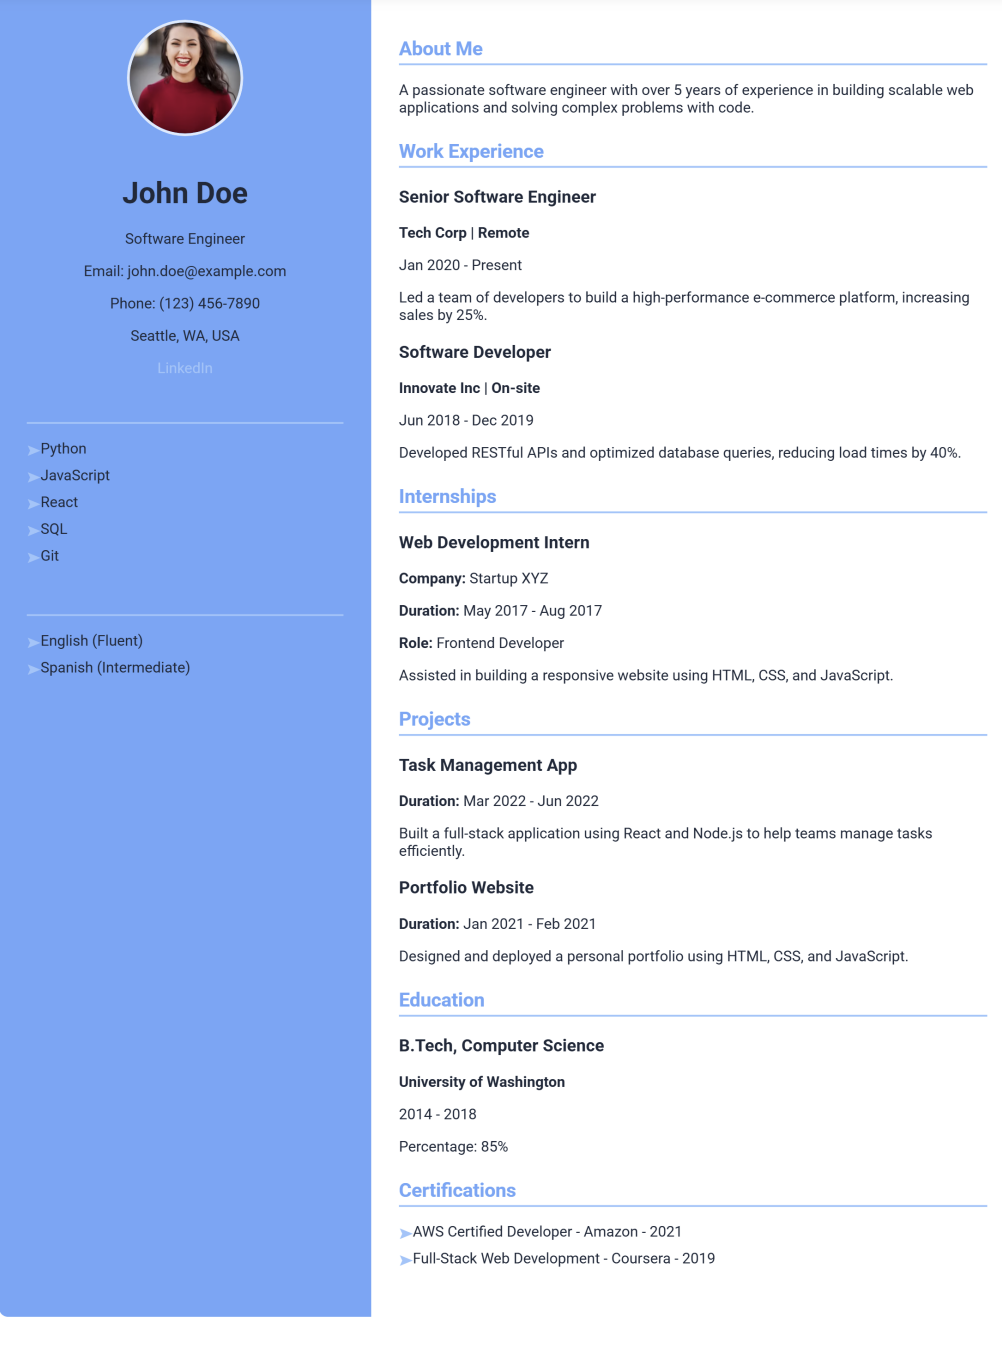 John Doe
Software Engineer
Email: john.doe@example.com
Phone: (123) 456-7890
Seattle, WA, USA
LinkedIn
Python
JavaScript
React
SQL
Git
English (Fluent)
Spanish (Intermediate)
About Me
A passionate software engineer with over 5 years of experience in building scalable web
applications and solving complex problems with code.
Work Experience
Senior Software Engineer
Tech Corp | Remote
Jan 2020 - Present
Led a team of developers to build a high-performance e-commerce platform, increasing
sales by 25%.
Software Developer
Innovate Inc | On-site
Jun 2018 - Dec 2019
Developed RESTful APIs and optimized database queries, reducing load times by 40%.
Internships
Web Development Intern
Company: Startup XYZ
Duration: May 2017 - Aug 2017
Role: Frontend Developer
Assisted in building a responsive website using HTML, CSS, and JavaScript.
Projects
Task Management App
Duration: Mar 2022 - Jun 2022
Built a full-stack application using React and Node.js to help teams manage tasks
efficiently.
Portfolio Website
Duration: Jan 2021 - Feb 2021
Designed and deployed a personal portfolio using HTML, CSS, and JavaScript.
Education
B.Tech, Computer Science
University of Washington
2014 - 2018
Percentage: 85%
Certifications
AWS Certified Developer - Amazon - 2021
Full-Stack Web Development - Coursera - 2019